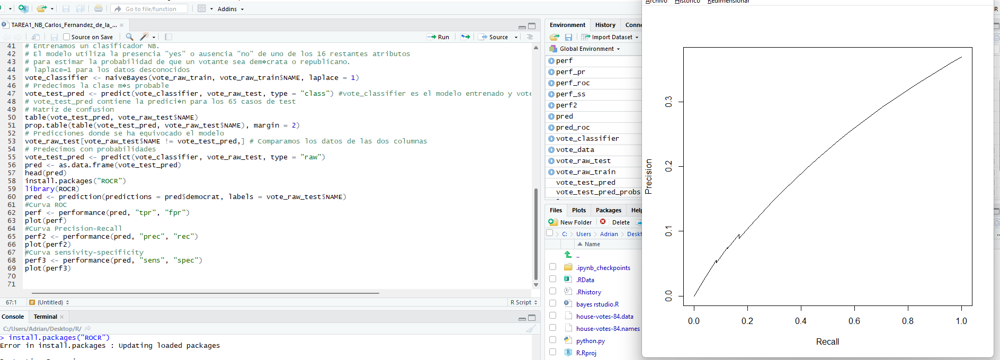 Go to file/function
Addins
Archivo Histórico Redimensionar
R
TAREA1_NB_Carlos_Fernandez_de_la_...
Source on Save
Run
Source
41 # Entrenamos un clasificador NB.
42 # El modelo utiliza la presencia "yes" o ausencia "no" de uno de los 16 restantes atributos
43 # para estimar la probabilidad de que un votante sea dem�crata o republicano.
44 # laplace=1 para los datos desconocidos
45 vote_classifier <- naiveBayes(vote_raw_train, vote_raw_train$NAME, laplace = 1)
46 # Predecimos la clase m�s probable
47 vote_test_pred <- predict(vote_classifier, vote_raw_test, type = "class") #vote_classifier es el modelo entrenado y vote
48 # vote_test_pred contiene la predici�n para los 65 casos de test
49 # Matriz de confusion
50 table(vote_test_pred, vote_raw_test$NAME)
51 prop.table(table(vote_test_pred, vote_raw_test$NAME), margin = 2)
52 # Predicciones donde se ha equivocado el modelo
53 vote_raw_test[vote_raw_test$NAME != vote_test_pred,] # Comparamos los datos de las dos columnas
54 # Predecimos con probabilidades
55 vote_test_pred <- predict(vote_classifier, vote_raw_test, type = "raw")
56 pred <- as.data.frame(vote_test_pred)
57 head(pred)
58 install.packages("ROCR")
59 library(ROCR)
60 pred <- prediction(predictions = pred$democrat, labels = vote_raw_test$NAME)
61 #Curva ROC
62 perf <- performance(pred, "tpr", "fpr")
63 plot(perf)
64 #Curva Precision-Recall
65 perf2 <- performance(pred, "prec", "rec")
66 plot(perf2)
67 #Curva sensivity-specificity
68 perf3 <- performance(pred, "sens", "spec")
69 plot(perf3)
70
71
67:1 (Untitled) R Script
Console Terminal
C:/Users/Adrian/Desktop/R/
> install.packages("ROCR")
Error in install.packages : Updating loaded packages
Environment History Conne
Import Dataset
Global Environment
perf
perf_pr
perf_roc
perf_ss
perf2
pred
pred_roc
vote_classifier
vote_data
vote_raw_test
vote_raw_train
vote_test_pred
vote_test_pred_probs
Files Plots Packages Help
New Folder Delete
C: Users Adrian Deskt
Name
..
.ipynb_checkpoints
.RData
.Rhistory
bayes rstudio.R
house-votes-84.data
house-votes-84.names
python.py
R.Rproj
Precision
0.3
0.2
0.1
0.0
0.0 0.2 0.4 0.6 0.8 1.0
Recall